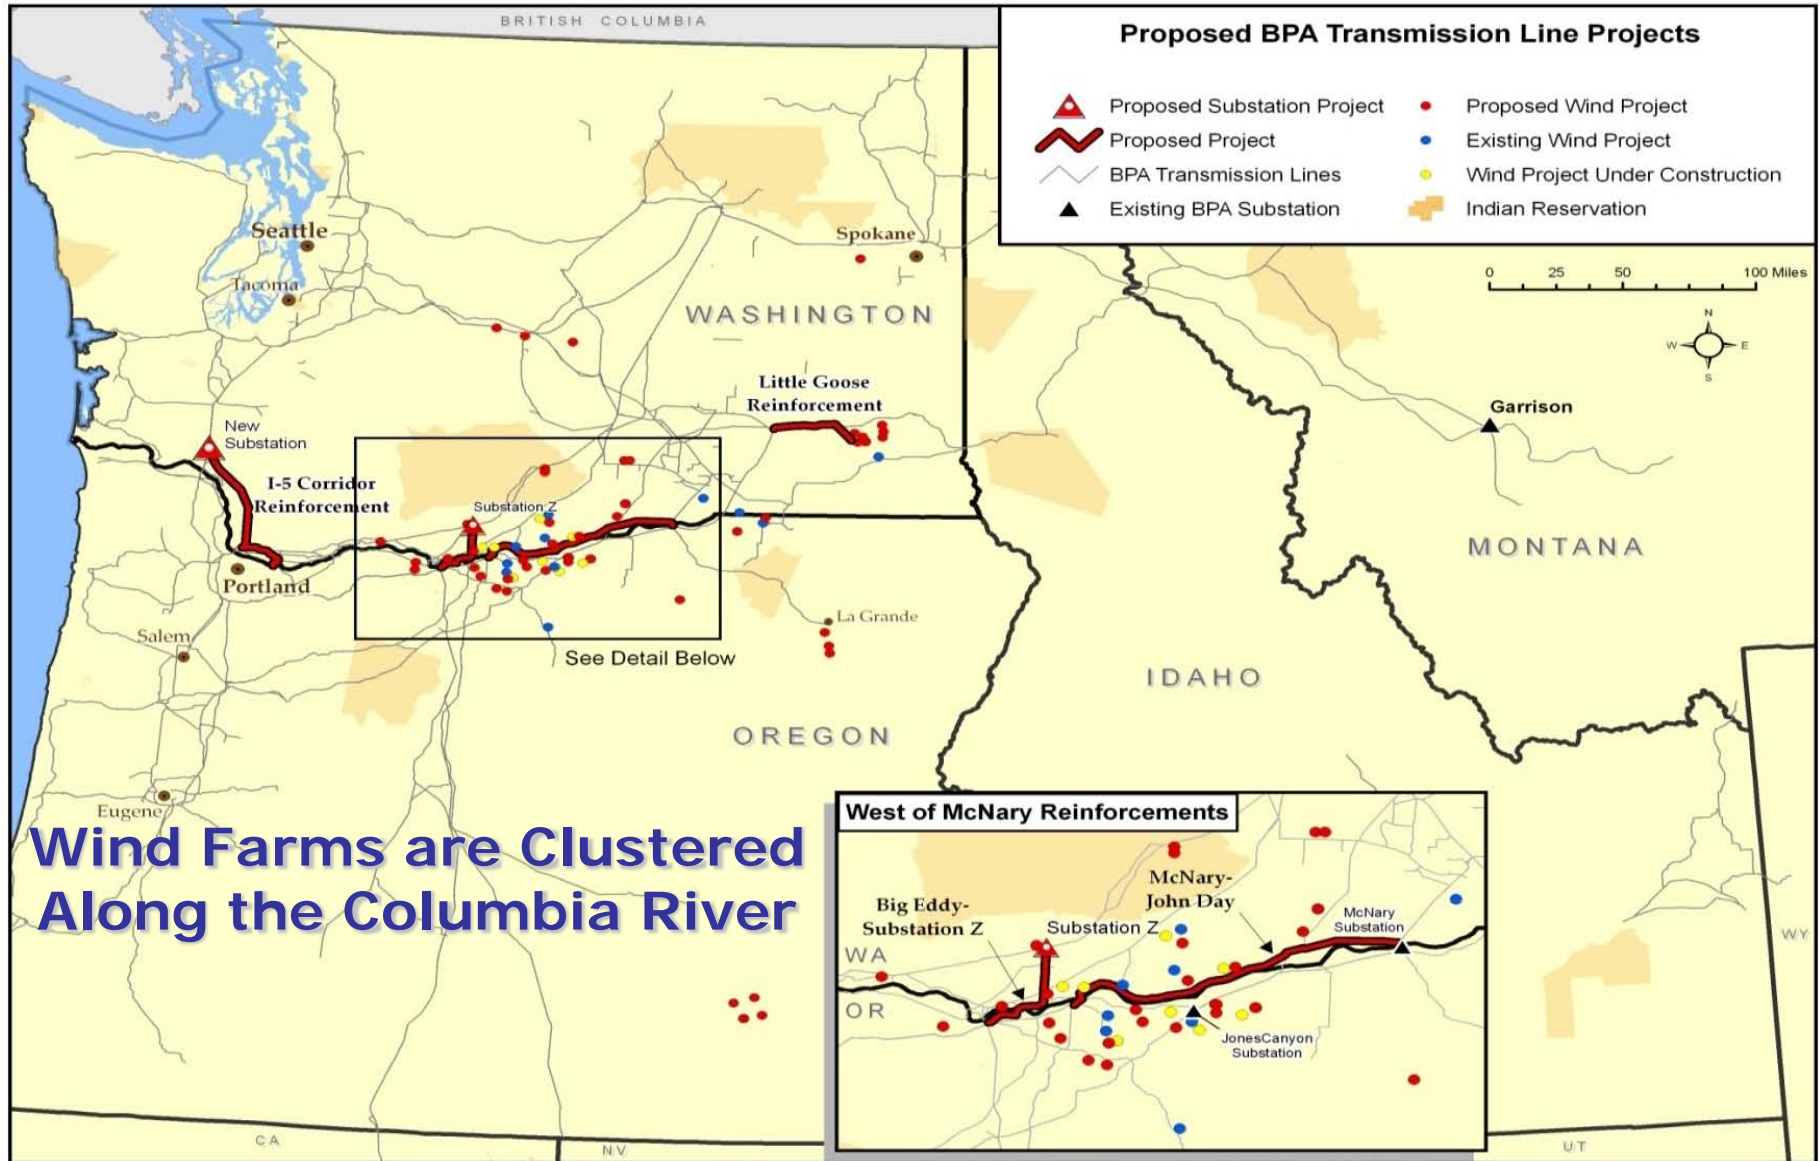 BRITISH COLUMBIA
Proposed BPA Transmission Line Projects
Proposed Substation Project
Proposed Wind Project
Proposed Project
Existing Wind Project
BPA Transmission Lines
Wind Project Under Construction
Existing BPA Substation
Indian Reservation
0 25 50 100 Miles
N
W E
S
Seattle
Spokane
Tacoma
WASHINGTON
Little Goose
Reinforcement
Garrison
New
Substation
I-5 Corridor
Reinforcement
Substation Z
MONTANA
Portland
La Grande
Salem
See Detail Below
IDAHO
OREGON
Eugene
Wind Farms are Clustered
Along the Columbia River
West of McNary Reinforcements
McNary-
John Day
Big Eddy-
Substation Z
Substation Z
McNary
Substation
WA
OR
JonesCanyon
Substation
WY
CA
NV
UT